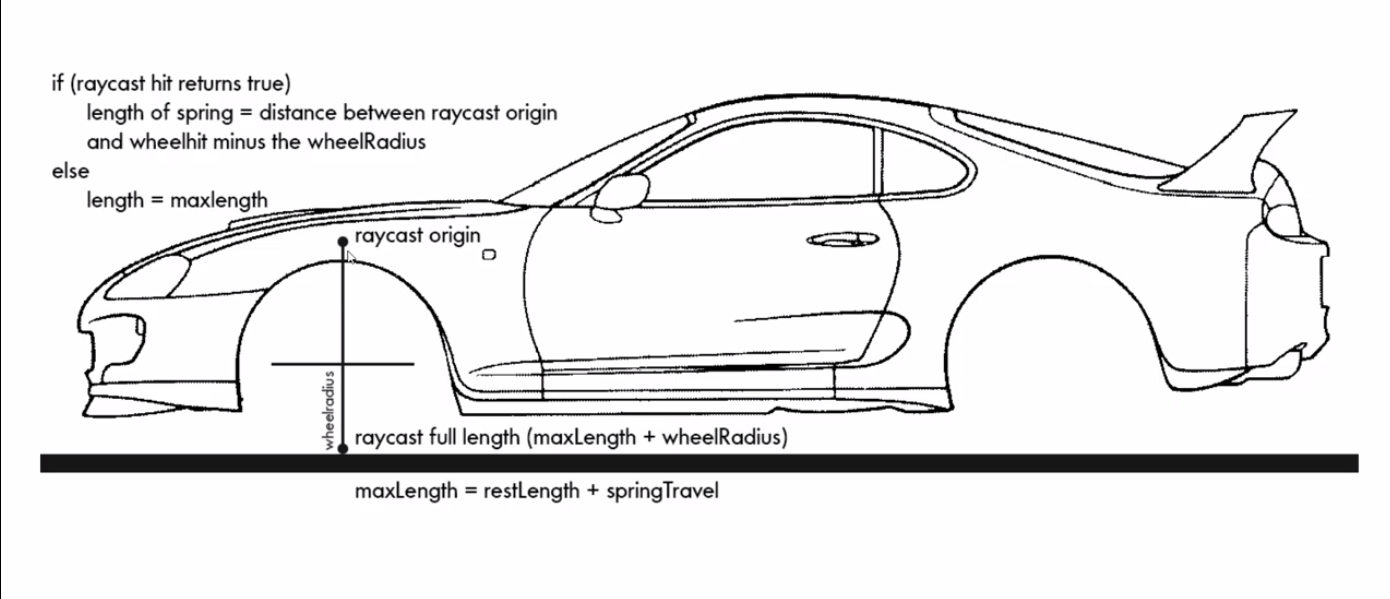 if (raycast hit returns true)
length of spring = distance between raycast origin
and wheelhit minus the wheelRadius
else
length = maxlength
raycast origin
wheelradius
raycast full length (maxLength + wheelRadius)
maxLength = restLength + springTravel